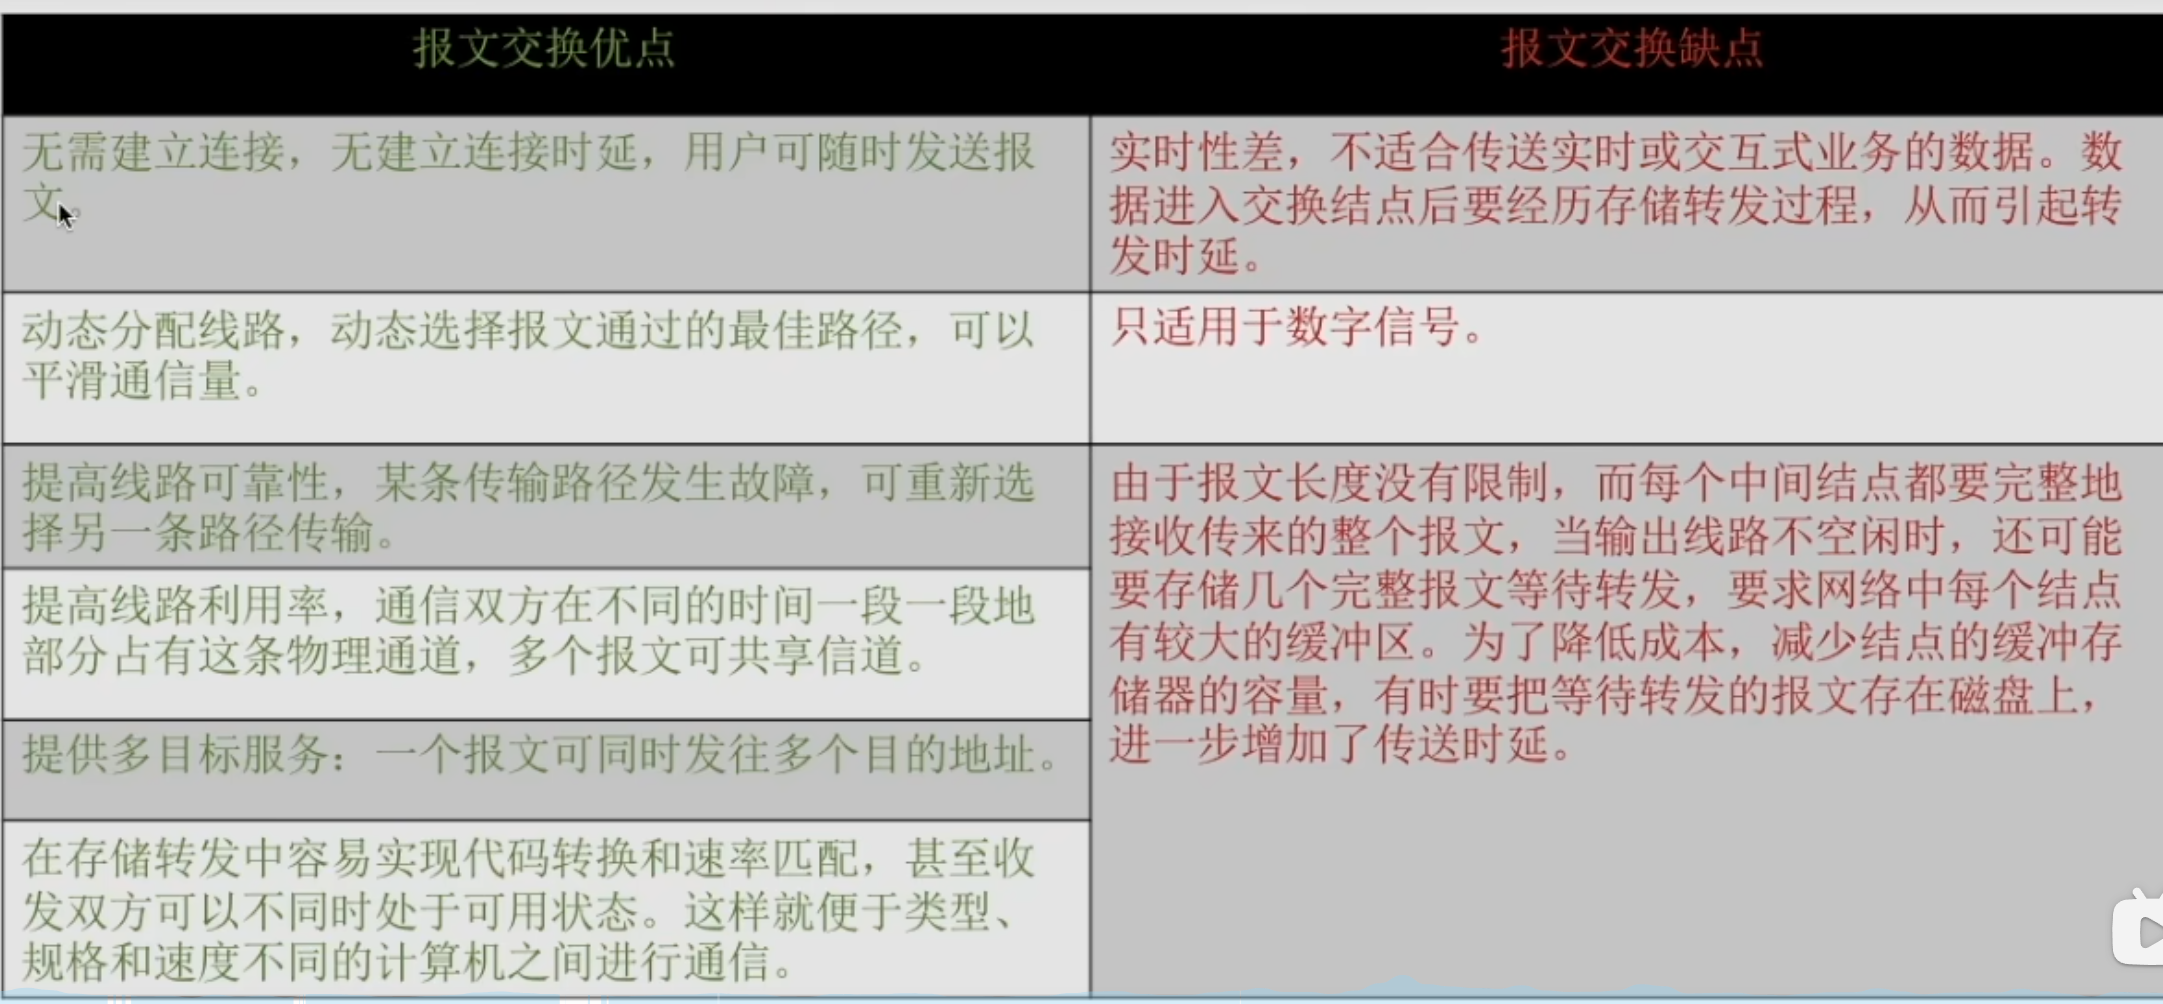 报文交换优点
报文交换缺点
无需建立连接，无建立连接时延，用户可随时发送报
文。
实时性差，不适合传送实时或交互式业务的数据。数
据进入交换结点后要经历存储转发过程，从而引起转
发时延。
动态分配线路，动态选择报文通过的最佳路径，可以
平滑通信量。
只适用于数字信号。
提高线路可靠性，某条传输路径发生故障，可重新选
择另一条路径传输。
提高线路利用率，通信双方在不同的时间一段一段地
部分占有这条物理通道，多个报文可共享信道。
提供多目标服务：一个报文可同时发往多个目的地址。
在存储转发中容易实现代码转换和速率匹配，甚至收
发双方可以不同时处于可用状态。这样就便于类型、
规格和速度不同的计算机之间进行通信。
由于报文长度没有限制，而每个中间结点都要完整地
接收传来的整个报文，当输出线路不空闲时，还可能
要存储几个完整报文等待转发，要求网络中每个结点
有较大的缓冲区。为了降低成本，减少结点的缓冲存
储器的容量，有时要把等待转发的报文存在磁盘上，
进一步增加了传送时延。